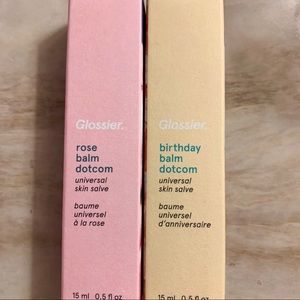 Glossier.
rose
balm
dotcom
universal
skin salve
baume
universel
à la rose
15 ml 0.5 fl oz
Glossier.
birthday
balm
dotcom
universal
skin salve
baume
universel
d'anniversaire
15 ml 0.5 fl oz